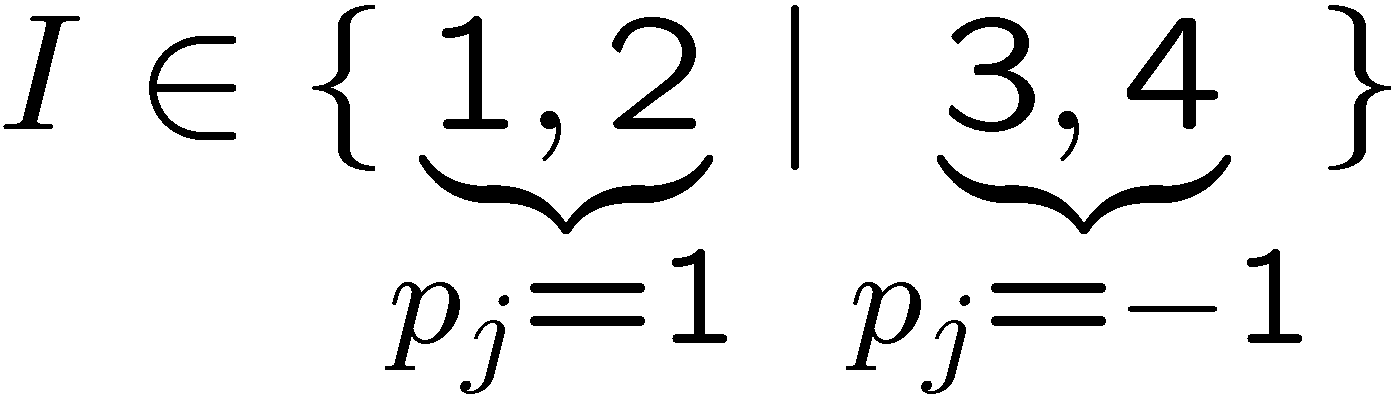 I ∈ { 1, 2 | 3, 4 }
p_j=1 p_j=−1